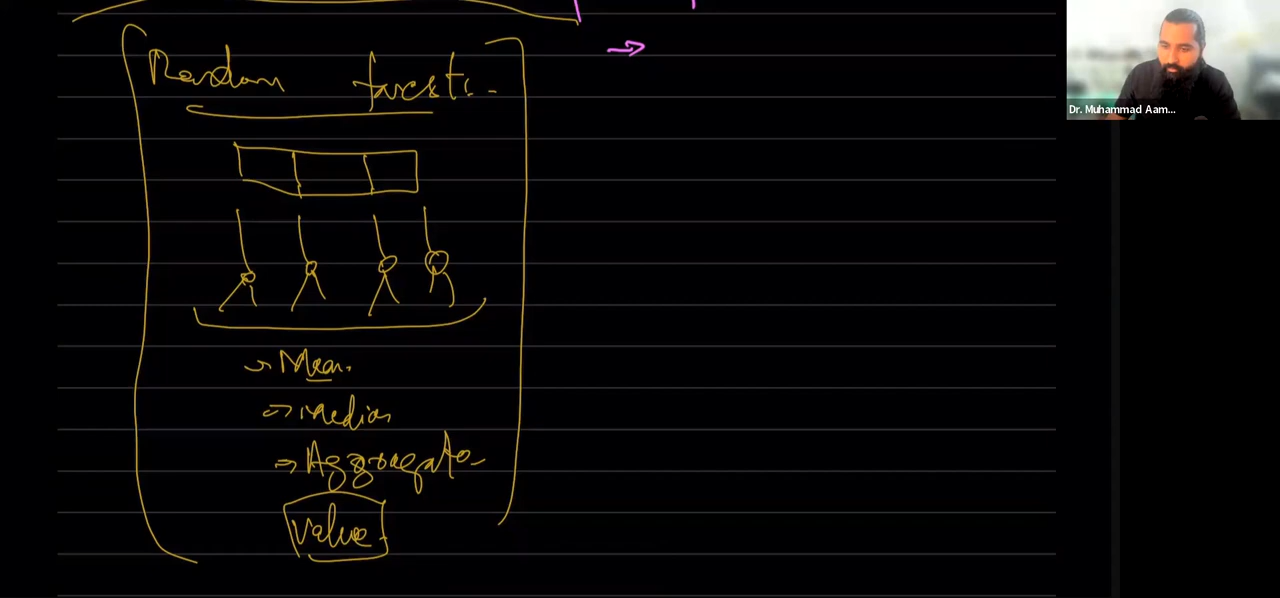 Random forest.
→ Mean.
→ Median
→ Aggregate
Value
Dr. Muhammad Aam...